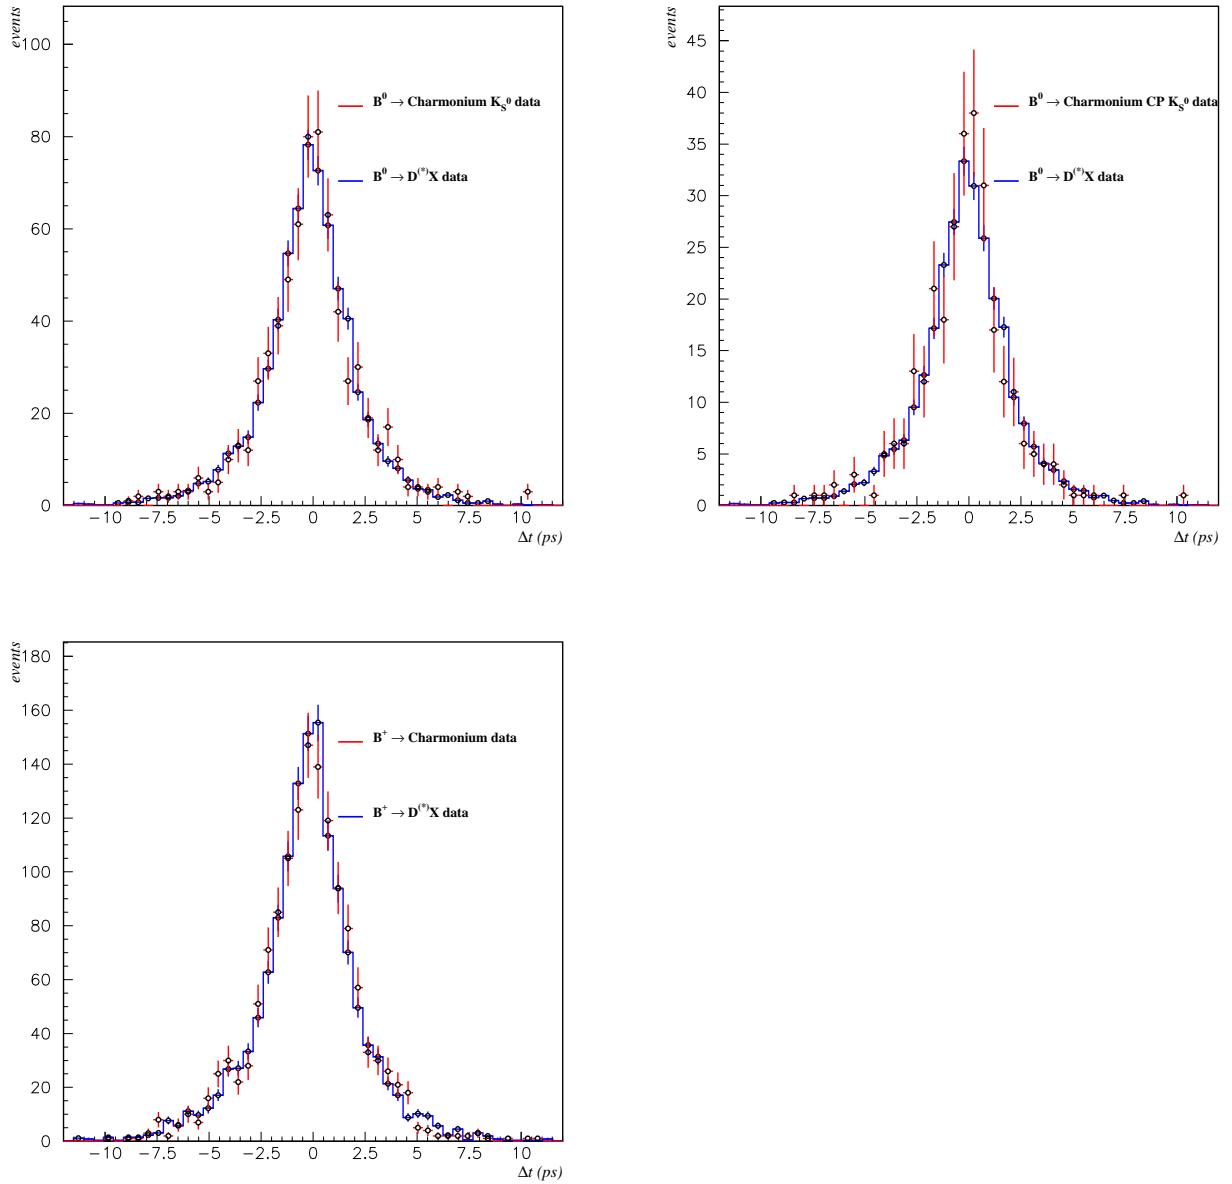 events
100
80
60
40
20
0
B⁰ → Charmonium K_S⁰ data
B⁰ → D⁽*⁾X data
−10 −7.5 −5 −2.5 0 2.5 5 7.5 10
Δt (ps)
events
45
40
35
30
25
20
15
10
5
0
B⁰ → Charmonium CP K_S⁰ data
B⁰ → D⁽*⁾X data
−10 −7.5 −5 −2.5 0 2.5 5 7.5 10
Δt (ps)
events
180
160
140
120
100
80
60
40
20
0
B⁺ → Charmonium data
B⁺ → D⁽*⁾X data
−10 −7.5 −5 −2.5 0 2.5 5 7.5 10
Δt (ps)